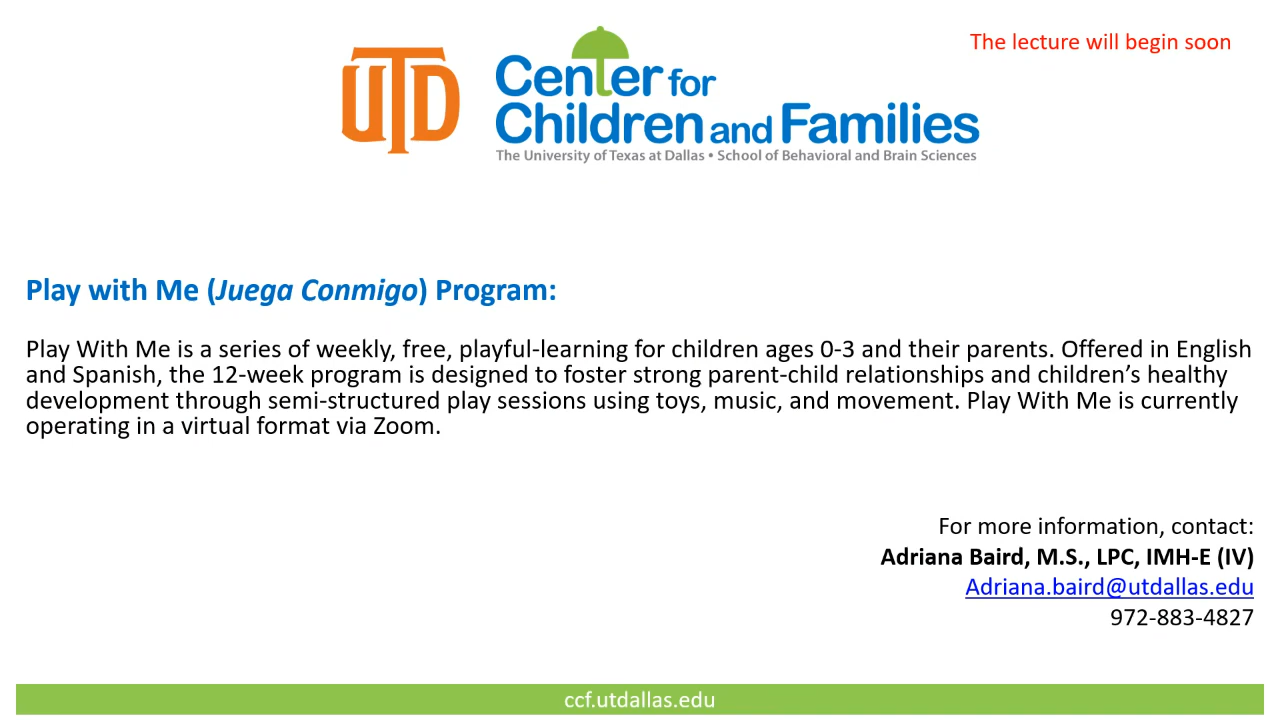 The lecture will begin soon
UTD
Center for
Children and Families
The University of Texas at Dallas • School of Behavioral and Brain Sciences
Play with Me (Juega Conmigo) Program:
Play With Me is a series of weekly, free, playful-learning for children ages 0-3 and their parents. Offered in English
and Spanish, the 12-week program is designed to foster strong parent-child relationships and children’s healthy
development through semi-structured play sessions using toys, music, and movement. Play With Me is currently
operating in a virtual format via Zoom.
For more information, contact:
Adriana Baird, M.S., LPC, IMH-E (IV)
Adriana.baird@utdallas.edu
972-883-4827
ccf.utdallas.edu